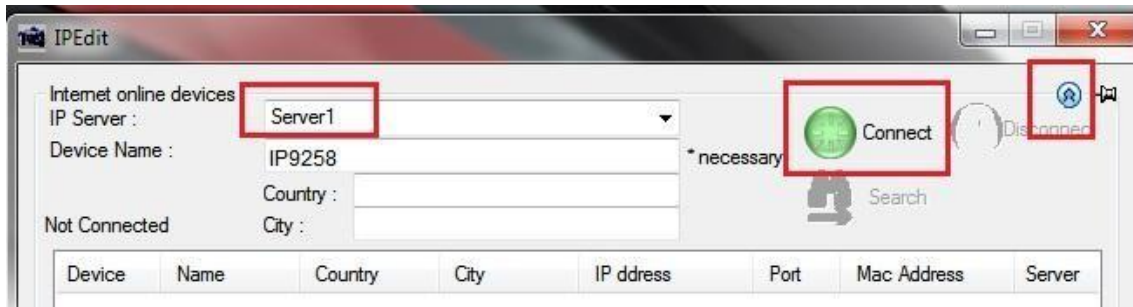 IPEdit
Internet online devices
IP Server : Server1
Connect Disconnect
Device Name : IP9258 * necessary
Country :
Search
Not Connected City :
Device Name Country City IP ddress Port Mac Address Server